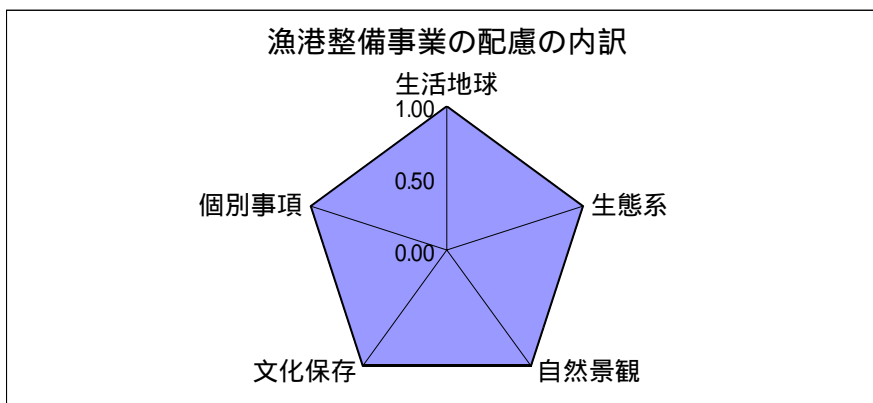 漁港整備事業の配慮の内訳
生活地球
1.00
0.50
0.00
個別事項
生態系
文化保存
自然景観